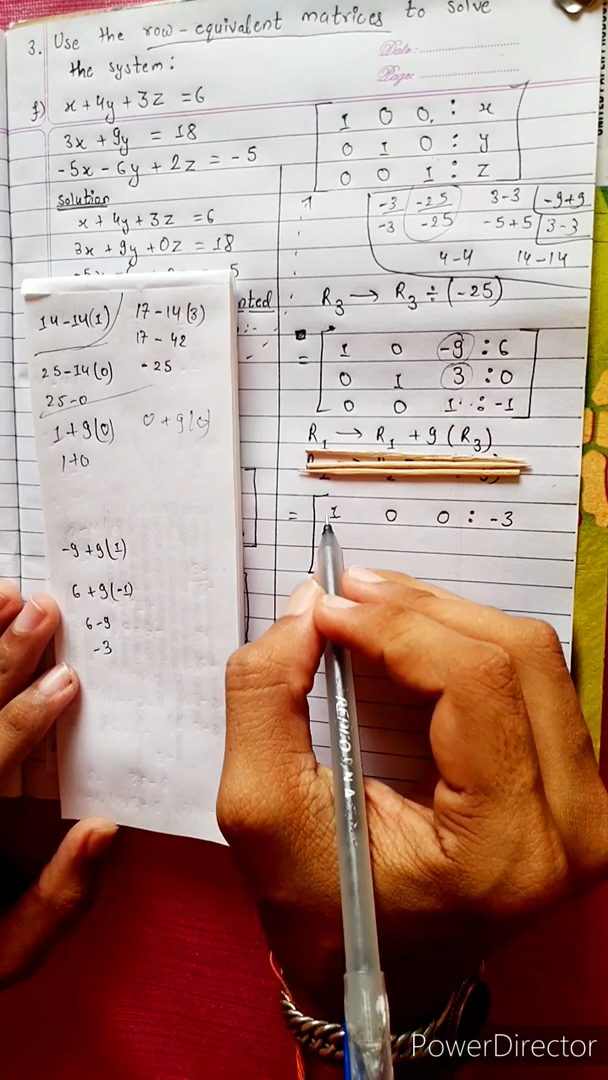 3. Use the row-equivalent matrices to solve
the system:
Date:
Page:
f) x + 4y + 3z = 6
3x + 9y = 18
-5x - 6y + 2z = -5
Solution
x + 4y + 3z = 6
3x + 9y + 0z = 18
1 0 0 : x
0 1 0 : y
0 0 1 : z
-3 -25 3-3 -9+9
-3 -25 -5+5 3-3
4-4 14-14
R3 → R3 ÷ (-25)
= 1 0 -9 : 6
0 1 3 : 0
0 0 1 : -1
R1 → R1 + 9 (R3)
= 1 0 0 : -3
14-14(1) 17-14(3)
17-42
25-14(0) -25
25-0
1+9(0) 0+9(0)
1+0
-9+9(1)
6+9(-1)
6-9
-3
PowerDirector